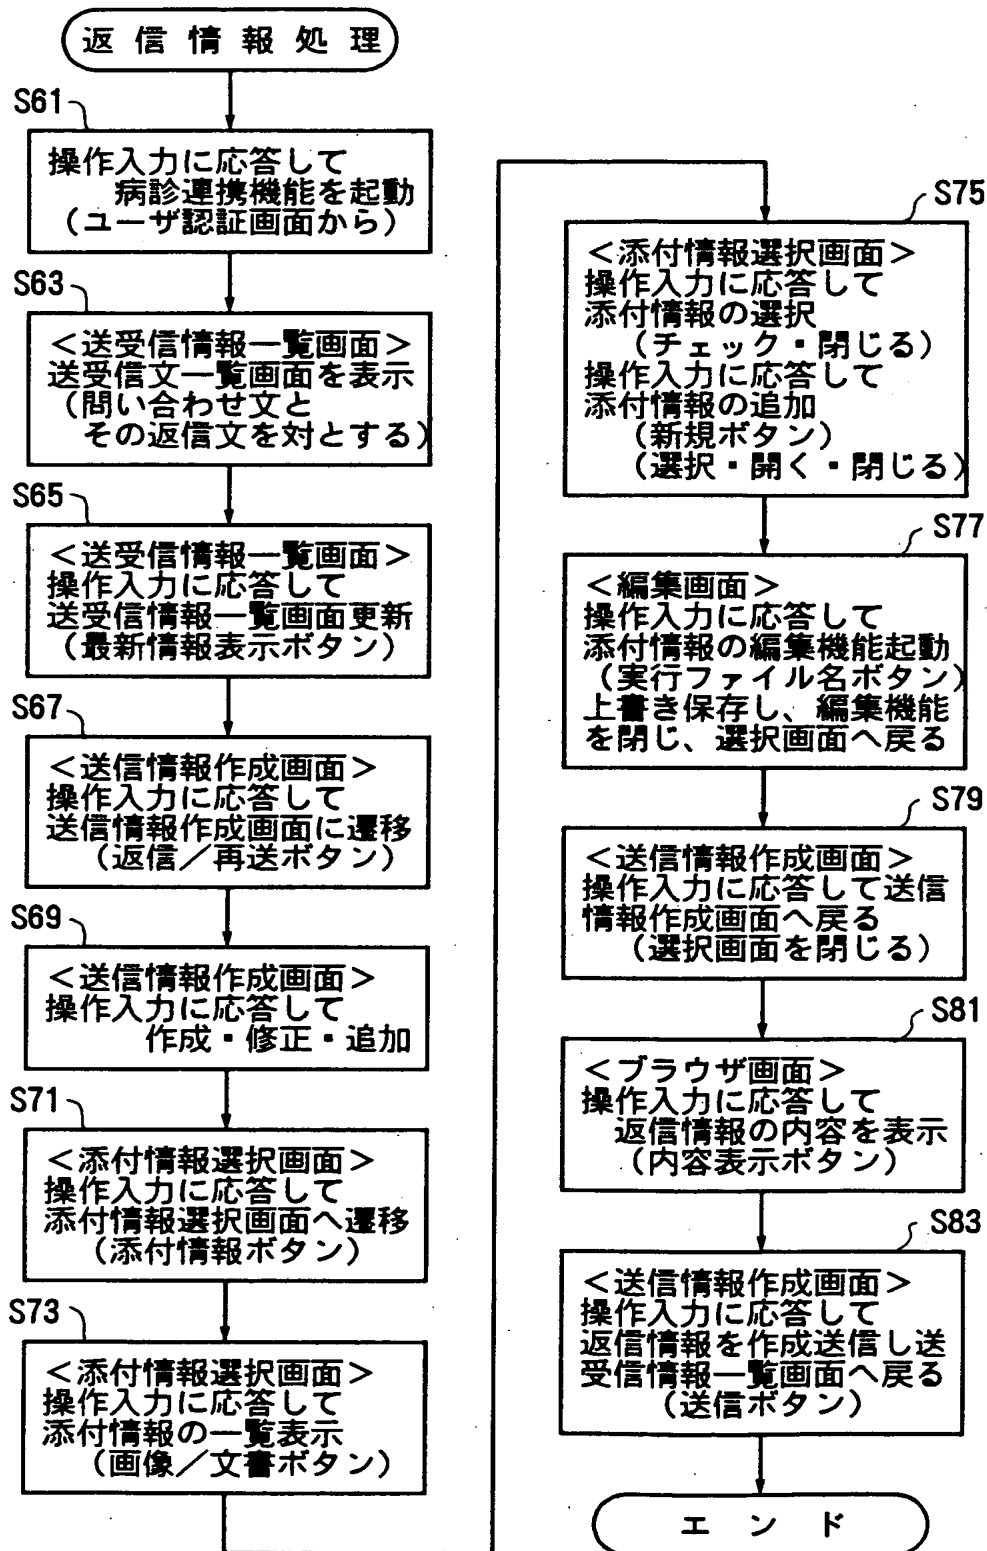 返信情報処理
S61
操作入力に応答して
病診連携機能を起動
(ユーザ認証画面から)
S63
<送受信情報一覧画面>
送受信文一覧画面を表示
(問い合わせ文と
その返信文を対とする)
S65
<送受信情報一覧画面>
操作入力に応答して
送受信情報一覧画面更新
(最新情報表示ボタン)
S67
<送信情報作成画面>
操作入力に応答して
送信情報作成画面に遷移
(返信/再送ボタン)
S69
<送信情報作成画面>
操作入力に応答して
作成・修正・追加
S71
<添付情報選択画面>
操作入力に応答して
添付情報選択画面へ遷移
(添付情報ボタン)
S73
<添付情報選択画面>
操作入力に応答して
添付情報の一覧表示
(画像/文書ボタン)
S75
<添付情報選択画面>
操作入力に応答して
添付情報の選択
(チェック・閉じる)
操作入力に応答して
添付情報の追加
(新規ボタン)
(選択・開く・閉じる)
S77
<編集画面>
操作入力に応答して
添付情報の編集機能起動
(実行ファイル名ボタン)
上書き保存し、編集機能
を閉じ、選択画面へ戻る
S79
<送信情報作成画面>
操作入力に応答して送信
情報作成画面へ戻る
(選択画面を閉じる)
S81
<ブラウザ画面>
操作入力に応答して
返信情報の内容を表示
(内容表示ボタン)
S83
<送信情報作成画面>
操作入力に応答して
返信情報を作成送信し送
受信情報一覧画面へ戻る
(送信ボタン)
エンド